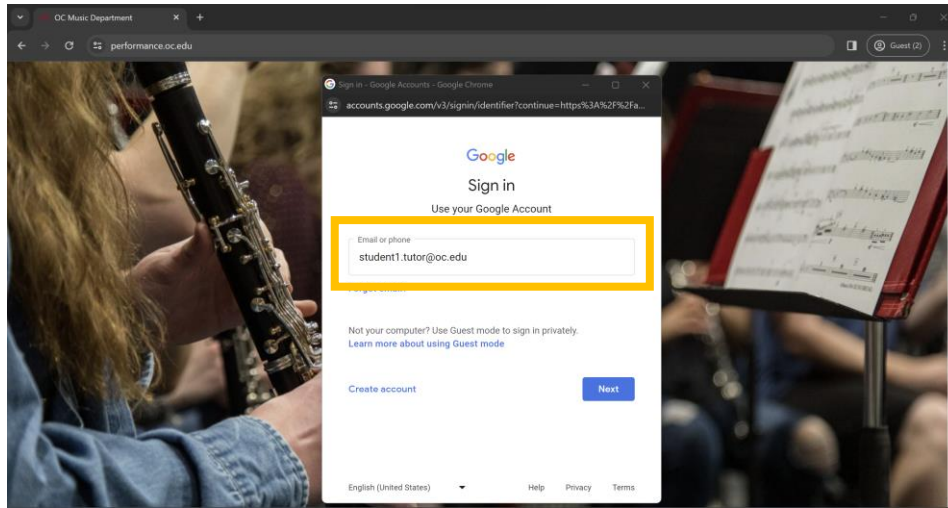 OC Music Department
performance.oc.edu
Guest (2)
Sign in - Google Accounts - Google Chrome
accounts.google.com/v3/signin/identifier?continue=https%3A%2F%2Fa...
Google
Sign in
Use your Google Account
Email or phone
student1.tutor@oc.edu
Not your computer? Use Guest mode to sign in privately.
Learn more about using Guest mode
Create account
Next
English (United States)
Help Privacy Terms